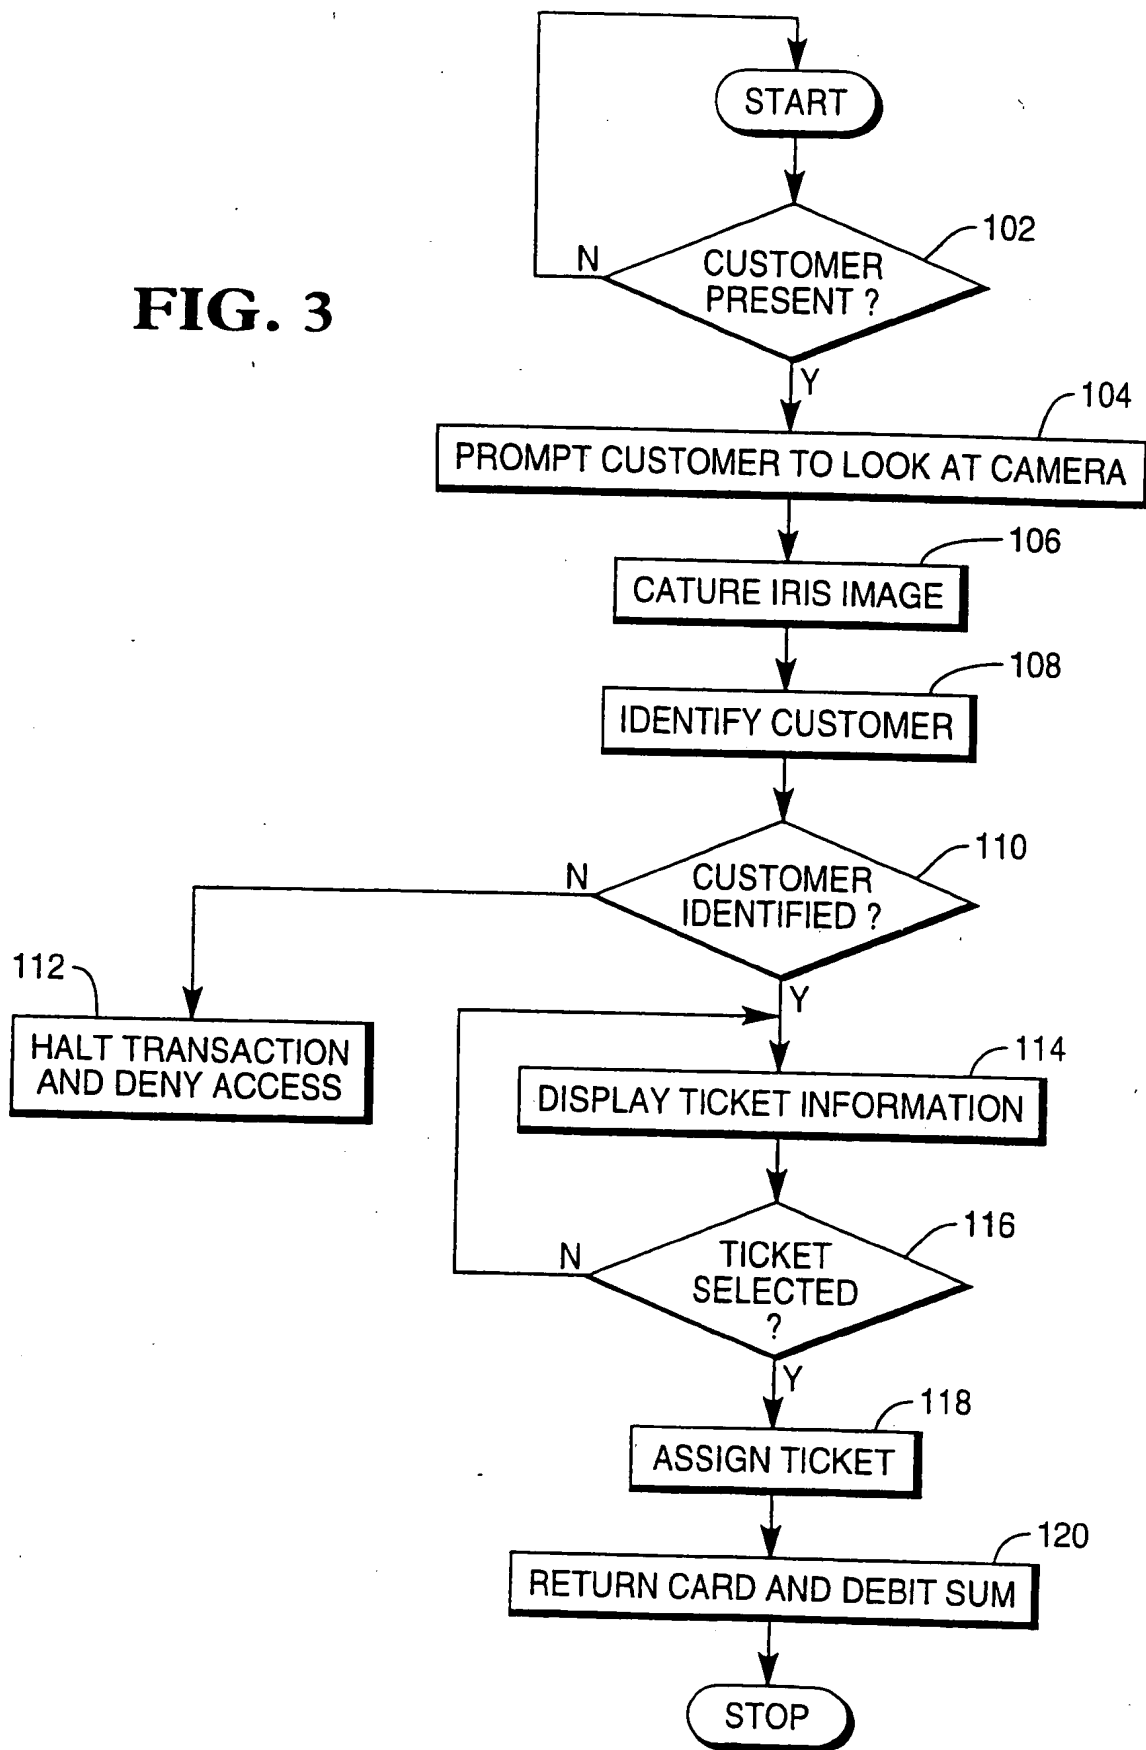 START
102
CUSTOMER
PRESENT ?
N
FIG. 3
Y
104
PROMPT CUSTOMER TO LOOK AT CAMERA
106
CATURE IRIS IMAGE
108
IDENTIFY CUSTOMER
110
N
CUSTOMER
IDENTIFIED ?
112
Y
HALT TRANSACTION
AND DENY ACCESS
114
DISPLAY TICKET INFORMATION
116
N
TICKET
SELECTED
?
Y
118
ASSIGN TICKET
120
RETURN CARD AND DEBIT SUM
STOP